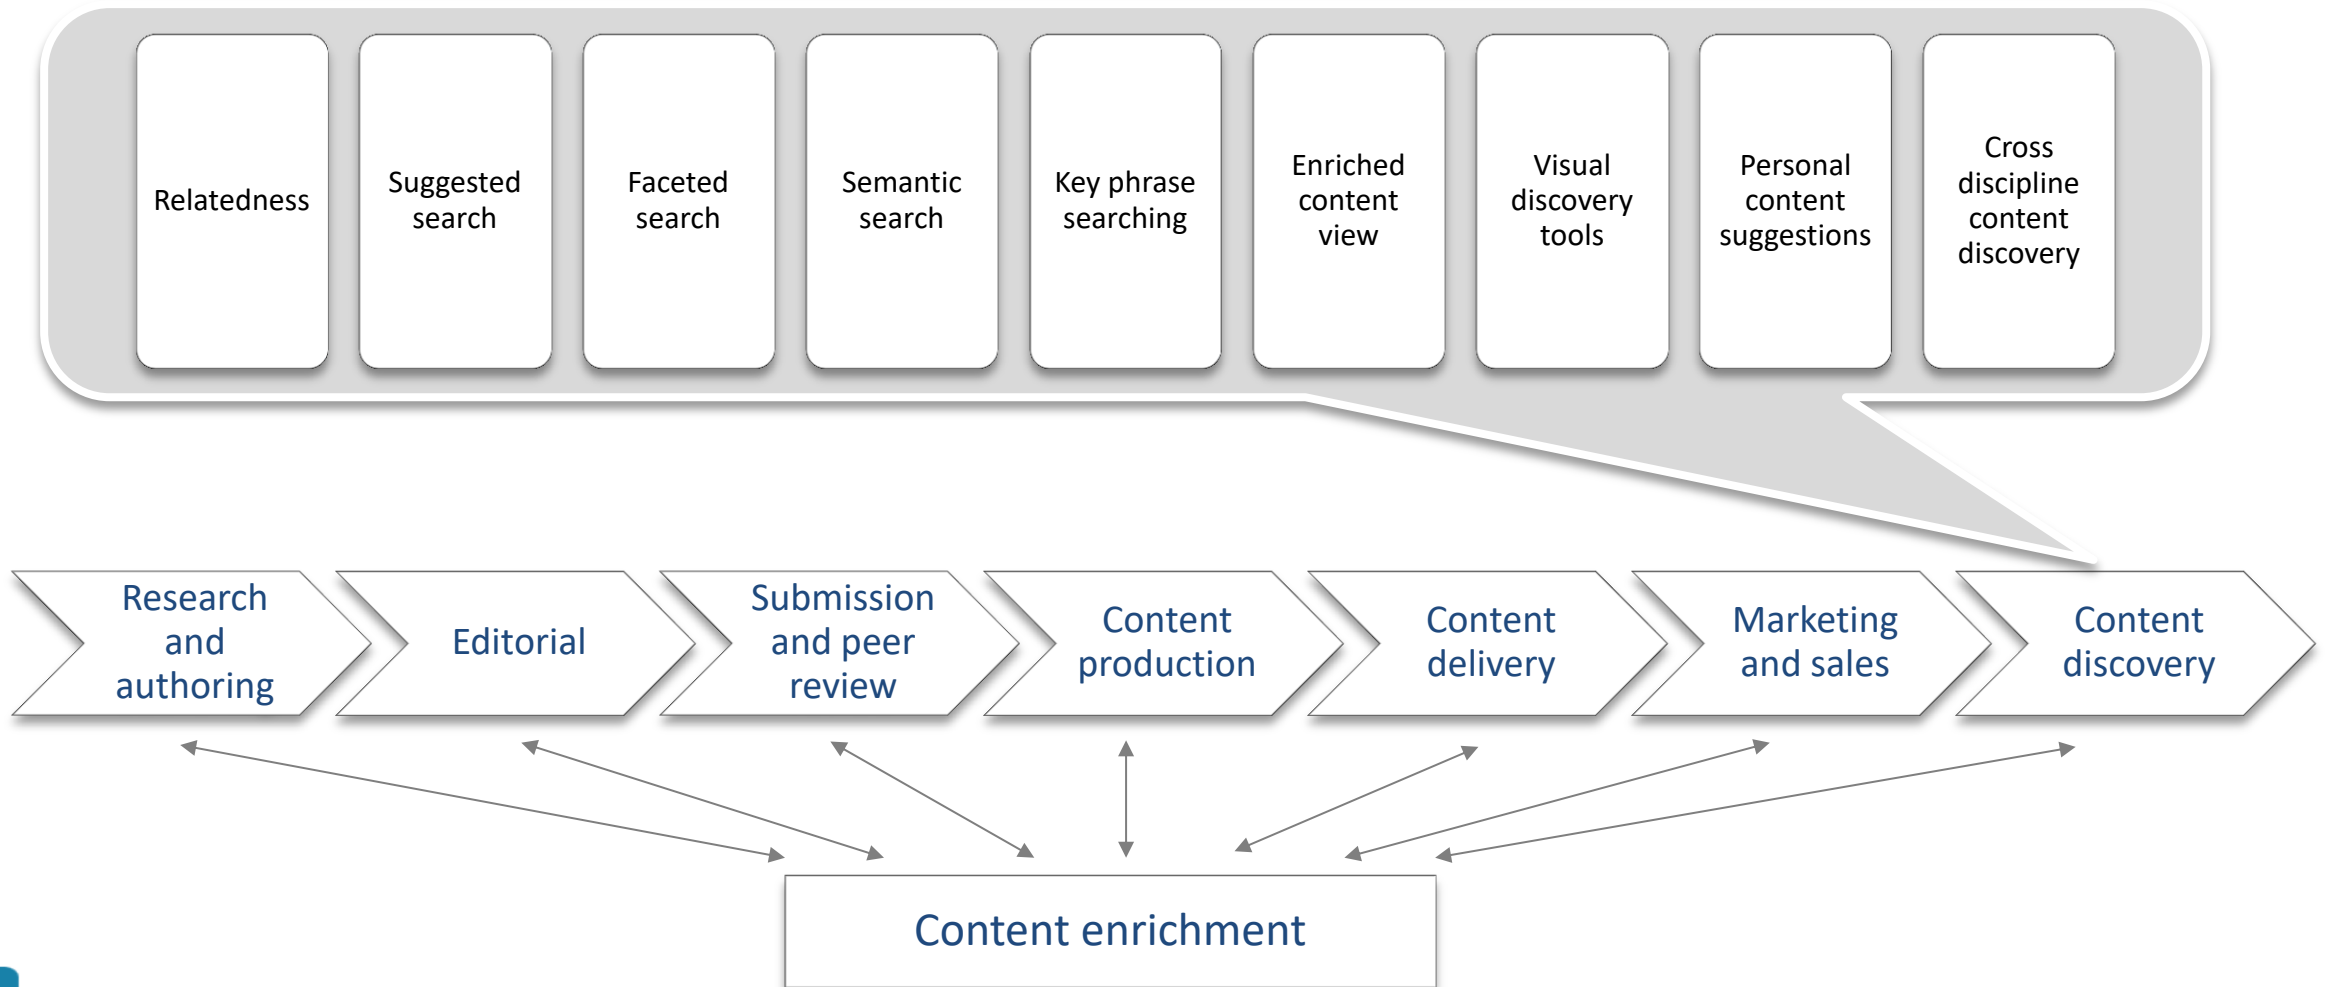 Relatedness
Suggested
search
Faceted
search
Semantic
search
Key phrase
searching
Enriched
content
view
Visual
discovery
tools
Personal
content
suggestions
Cross
discipline
content
discovery
Research
and
authoring
Editorial
Submission
and peer
review
Content
production
Content
delivery
Marketing
and sales
Content
discovery
Content enrichment